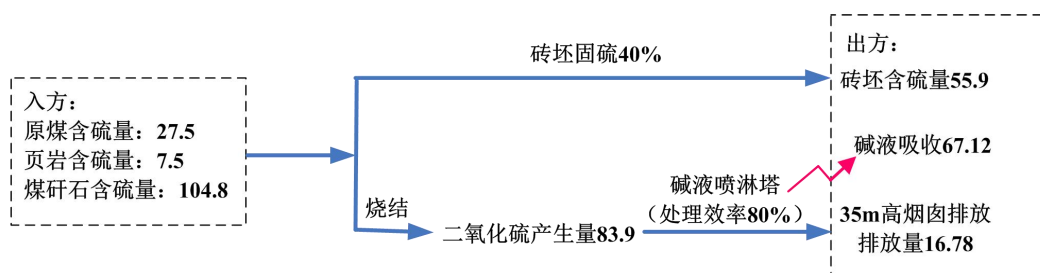 入方：
原煤含硫量：27.5
页岩含硫量：7.5
煤矸石含硫量：104.8
砖坯固硫40%
烧结
二氧化硫产生量83.9
碱液喷淋塔
（处理效率80%）
出方：
砖坯含硫量55.9
碱液吸收67.12
35m高烟囱排放
排放量16.78